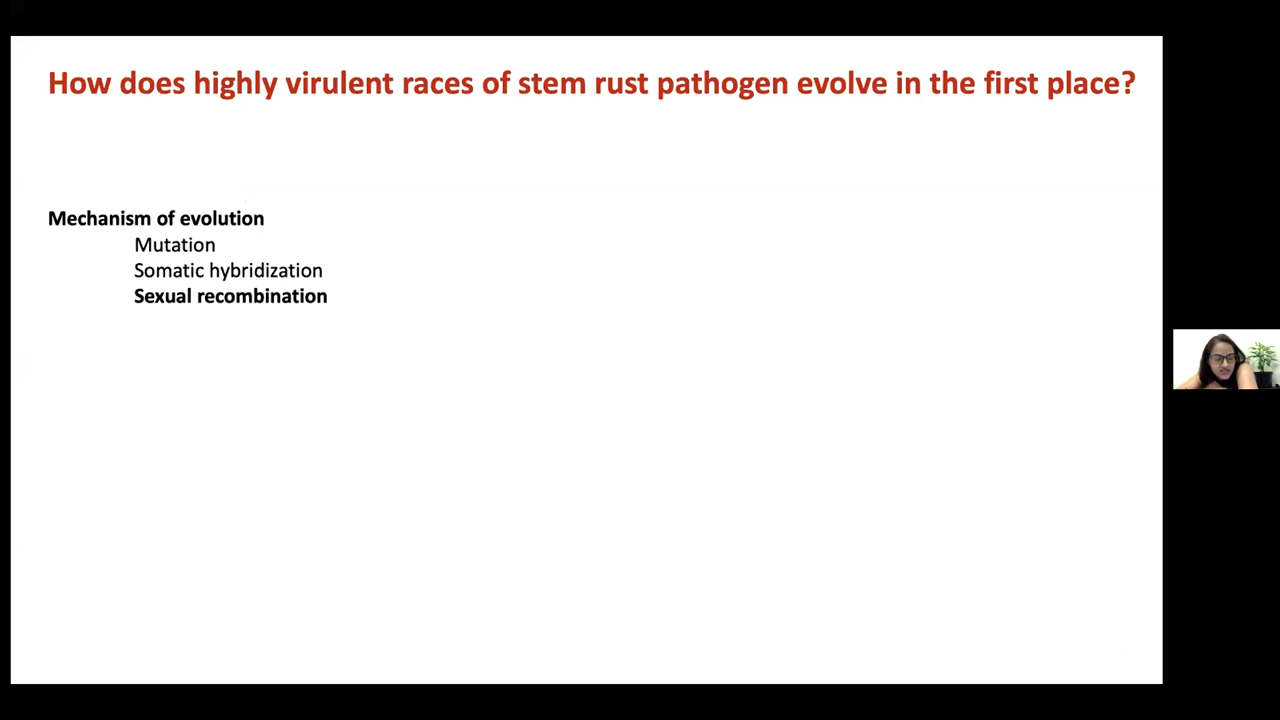 How does highly virulent races of stem rust pathogen evolve in the first place?
Mechanism of evolution
Mutation
Somatic hybridization
Sexual recombination